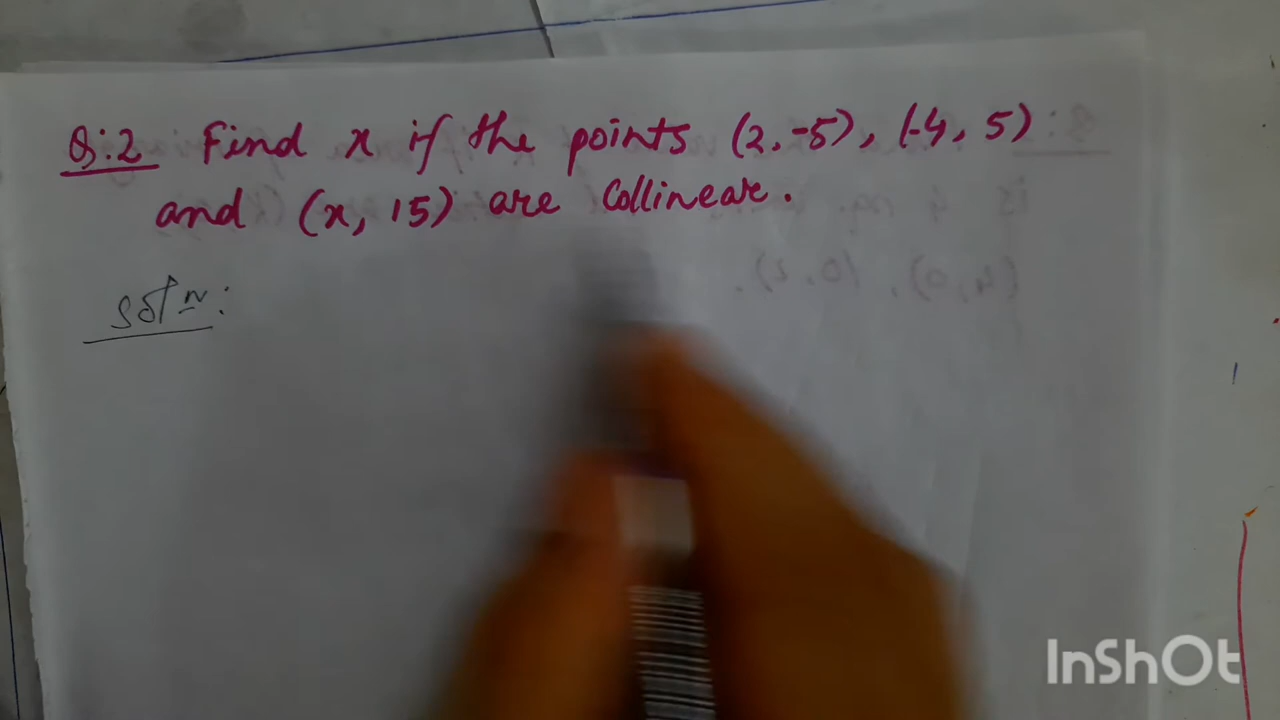 Q:2 Find x if the points (2,-5), (-4, 5)
and (x, 15) are Collinear.
Soln:
InShOt